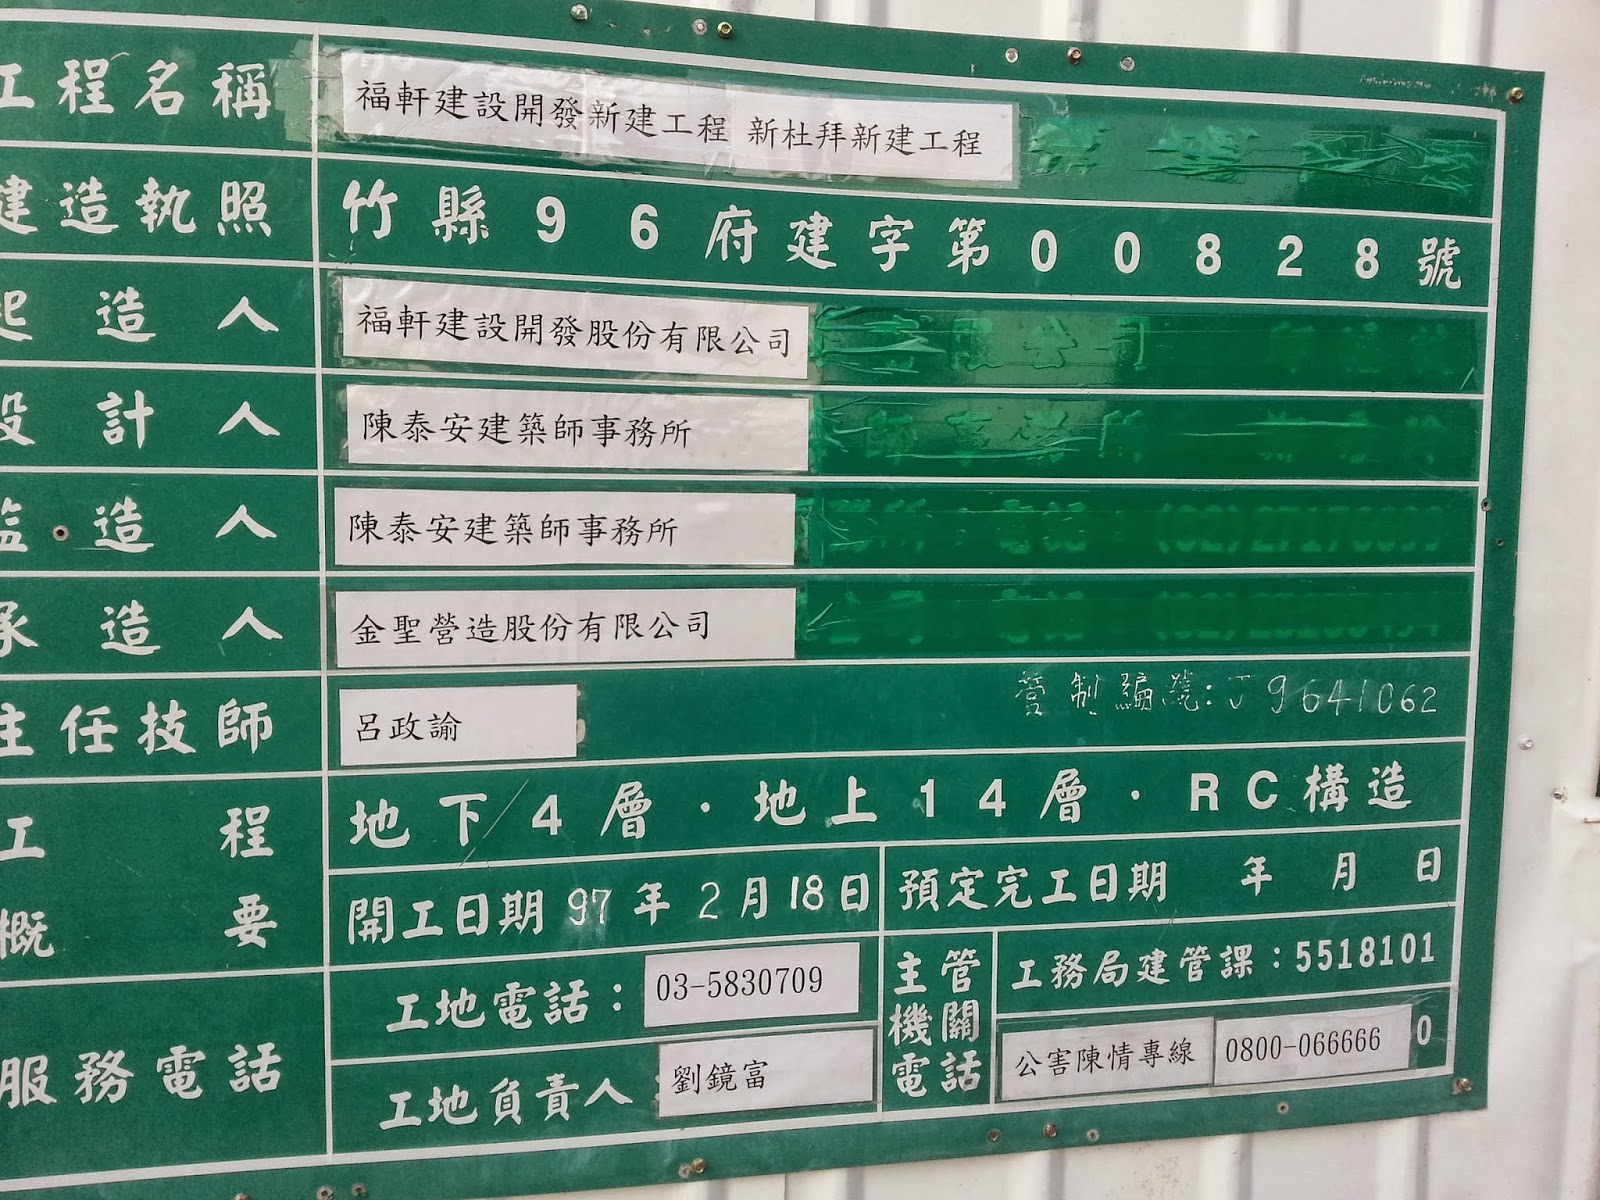 工程名稱 福軒建設開發新建工程 新杜拜新建工程
建造執照 竹縣96府建字第00828號
起造人 福軒建設開發股份有限公司
設計人 陳泰安建築師事務所
監造人 陳泰安建築師事務所
承造人 金聖營造股份有限公司
主任技師 呂政諭 管制編號:J9641062
工程概要 地下4層·地上14層·RC構造
開工日期97年2月18日 預定完工日期 年 月 日
服務電話 工地電話:03-5830709
工地負責人 劉鏡富
主管機關電話 工務局建管課:5518101
公害陳情專線 0800-066666 0